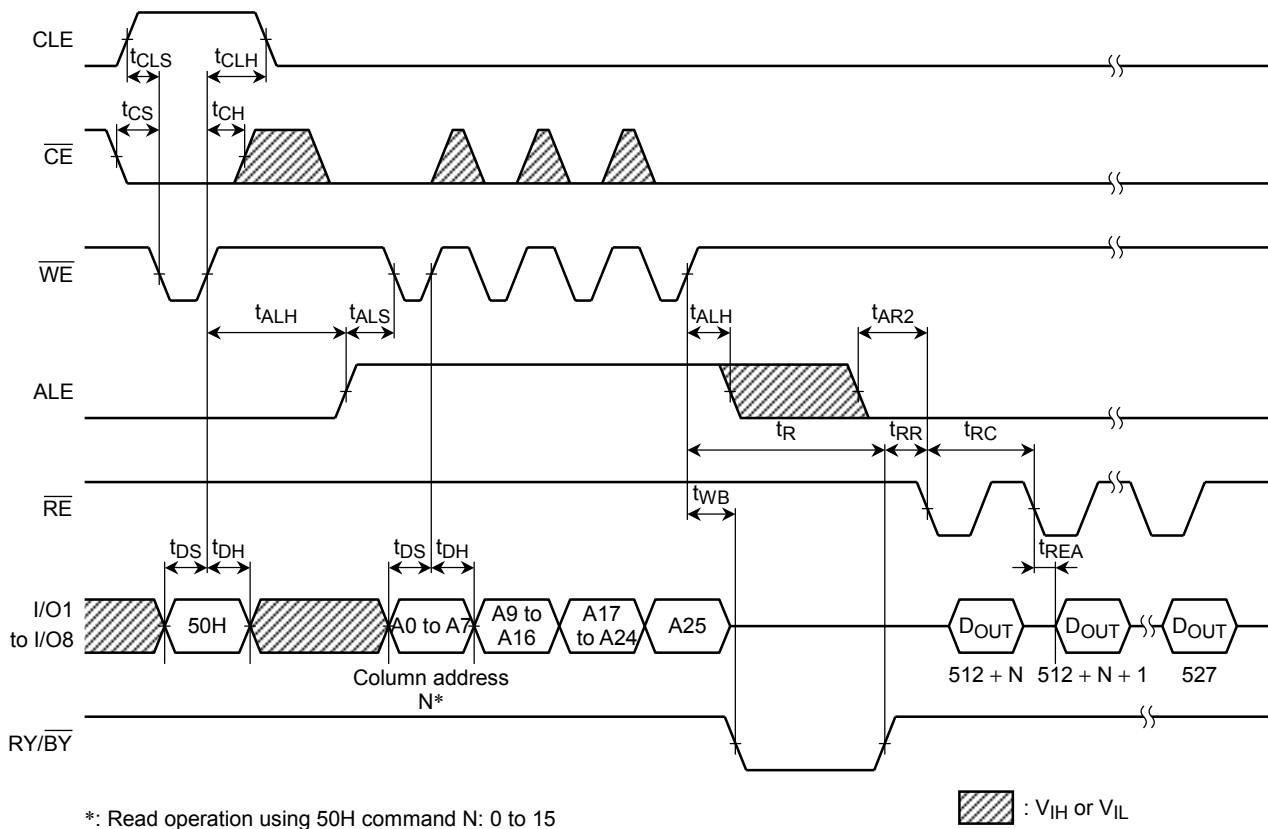 CLE
tCLS
tCLH
tCS
tCH
CE
WE
tALH
tALS
tALH
tAR2
ALE
tR
tRR
tRC
RE
tWB
tDS
tDH
tDS
tDH
tREA
I/O1
to I/O8
50H
A0 to A7
A9 to
A16
A17
to A24
A25
DOUT
DOUT
DOUT
Column address
N*
512 + N
512 + N + 1
527
RY/BY
*: Read operation using 50H command N: 0 to 15
: VIH or VIL